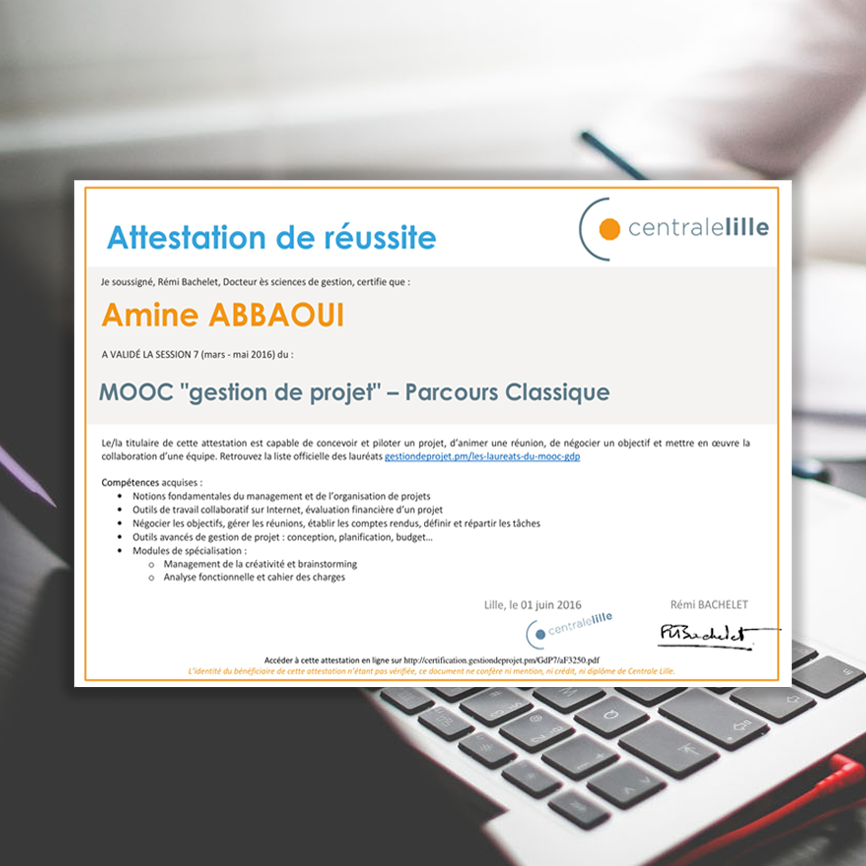 Attestation de réussite
centralelille
Je soussigné, Rémi Bachelet, Docteur ès sciences de gestion, certifie que :
Amine ABBAOUI
A VALIDÉ LA SESSION 7 (mars - mai 2016) du :
MOOC "gestion de projet" – Parcours Classique
Le/la titulaire de cette attestation est capable de concevoir et piloter un projet, d'animer une réunion, de négocier un objectif et mettre en œuvre la
collaboration d'une équipe. Retrouvez la liste officielle des lauréats gestiondeprojet.pm/les-laureats-du-mooc-gdp
Compétences acquises :
• Notions fondamentales du management et de l'organisation de projets
• Outils de travail collaboratif sur Internet, évaluation financière d'un projet
• Négocier les objectifs, gérer les réunions, établir les comptes rendus, définir et répartir les tâches
• Outils avancés de gestion de projet : conception, planification, budget...
• Modules de spécialisation :
o Management de la créativité et brainstorming
o Analyse fonctionnelle et cahier des charges
Lille, le 01 juin 2016
Rémi BACHELET
centralelille
RBachelet
Accéder à cette attestation en ligne sur http://certification.gestiondeprojet.pm/GdP7/aF3250.pdf
L'identité du bénéficiaire de cette attestation n'étant pas vérifiée, ce document ne confère ni mention, ni crédit, ni diplôme de Centrale Lille.